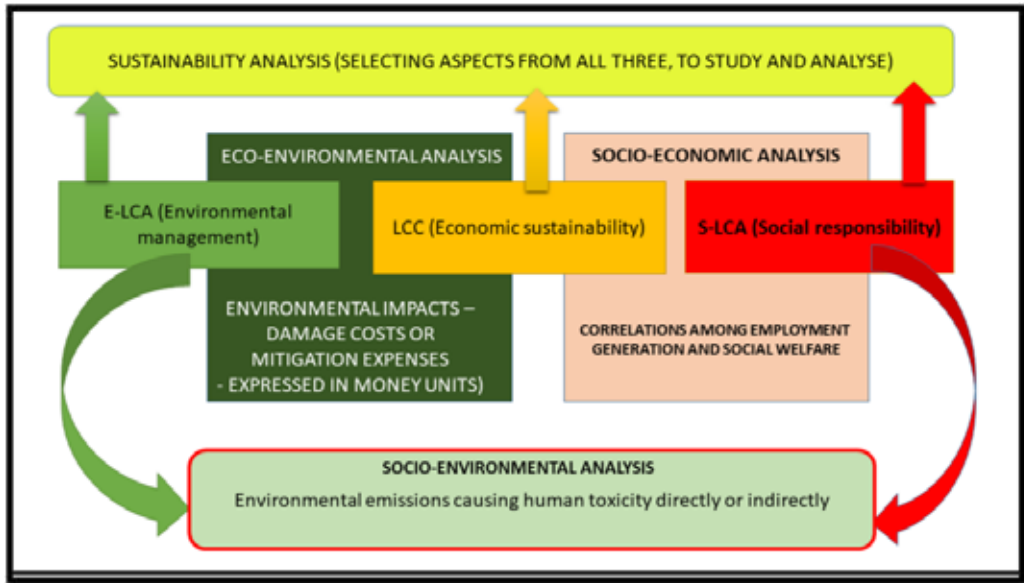 SUSTAINABILITY ANALYSIS (SELECTING ASPECTS FROM ALL THREE, TO STUDY AND ANALYSE)
ECO-ENVIRONMENTAL ANALYSIS
SOCIO-ECONOMIC ANALYSIS
E-LCA (Environmental
management)
LCC (Economic sustainability)
S-LCA (Social responsibility)
ENVIRONMENTAL IMPACTS –
DAMAGE COSTS OR
MITIGATION EXPENSES
- EXPRESSED IN MONEY UNITS)
CORRELATIONS AMONG EMPLOYMENT
GENERATION AND SOCIAL WELFARE
SOCIO-ENVIRONMENTAL ANALYSIS
Environmental emissions causing human toxicity directly or indirectly